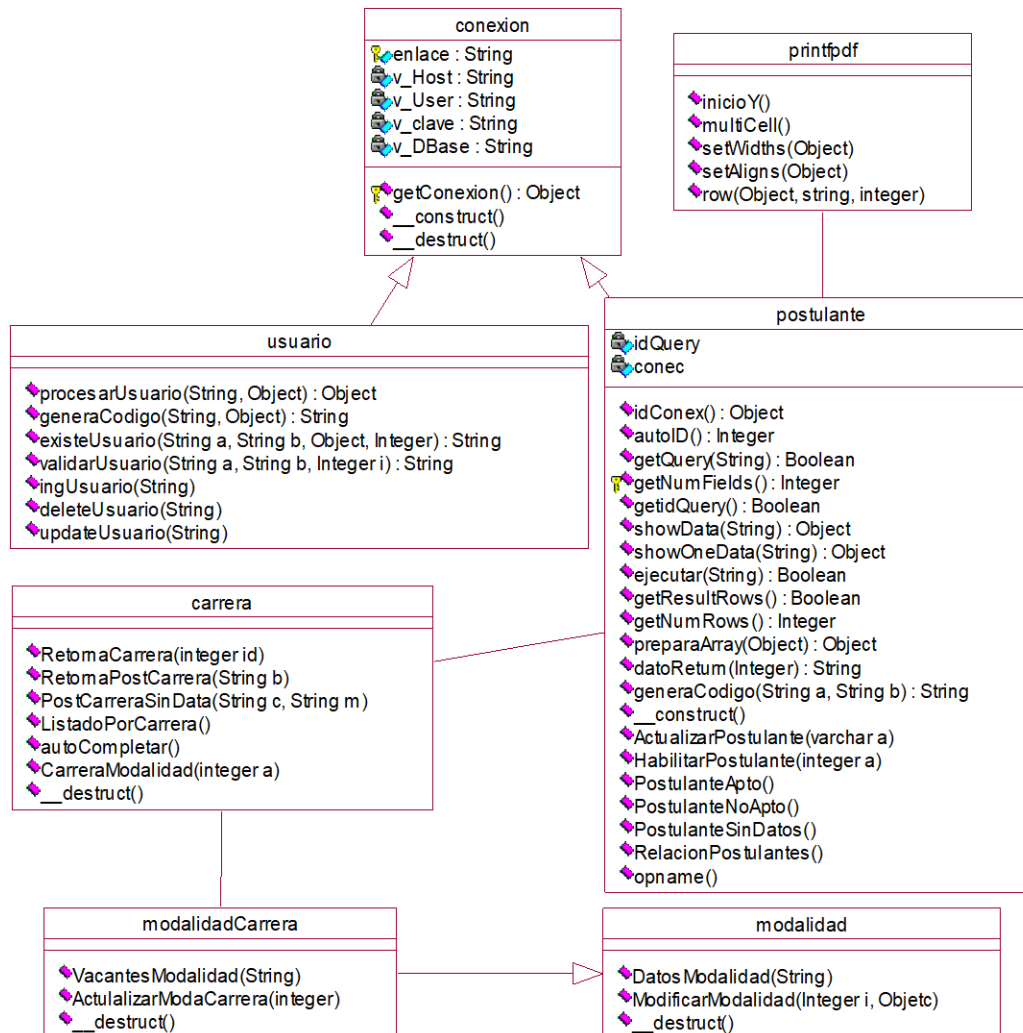 conexion
enlace : String
v_Host : String
v_User : String
v_clave : String
v_DBase : String
getConexion() : Object
__construct()
__destruct()
printfpdf
inicioY()
multiCell()
setWidths(Object)
setAligns(Object)
row(Object, string, integer)
usuario
procesarUsuario(String, Object) : Object
generaCodigo(String, Object) : String
existeUsuario(String a, String b, Object, Integer) : String
validarUsuario(String a, String b, Integer i) : String
ingUsuario(String)
deleteUsuario(String)
updateUsuario(String)
postulante
idQuery
conec
idConex() : Object
autoID() : Integer
getQuery(String) : Boolean
getNumFields() : Integer
getidQuery() : Boolean
showData(String) : Object
showOneData(String) : Object
ejecutar(String) : Boolean
getResultRows() : Boolean
getNumRows() : Integer
preparaArray(Object) : Object
datoReturn(Integer) : String
generaCodigo(String a, String b) : String
__construct()
ActualizarPostulante(varchar a)
HabilitarPostulante(integer a)
PostulanteApto()
PostulanteNoApto()
PostulanteSinDatos()
RelacionPostulantes()
opname()
carrera
RetornaCarrera(integer id)
RetornaPostCarrera(String b)
PostCarreraSinData(String c, String m)
ListadoPorCarrera()
autoCompletar()
CarreraModalidad(integer a)
__destruct()
modalidadCarrera
VacantesModalidad(String)
ActulalizarModaCarrera(integer)
__destruct()
modalidad
DatosModalidad(String)
ModificarModalidad(Integer i, Objetc)
__destruct()